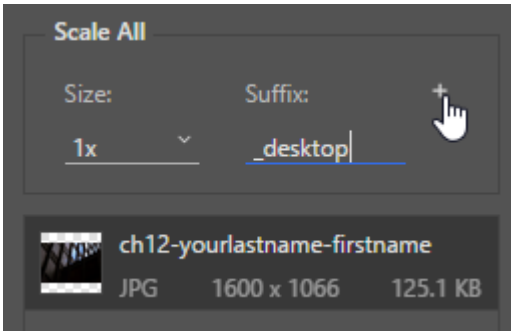 Scale All
Size: Suffix: +
1x _desktop
ch12-yourlastname-firstname
JPG 1600 x 1066 125.1 KB